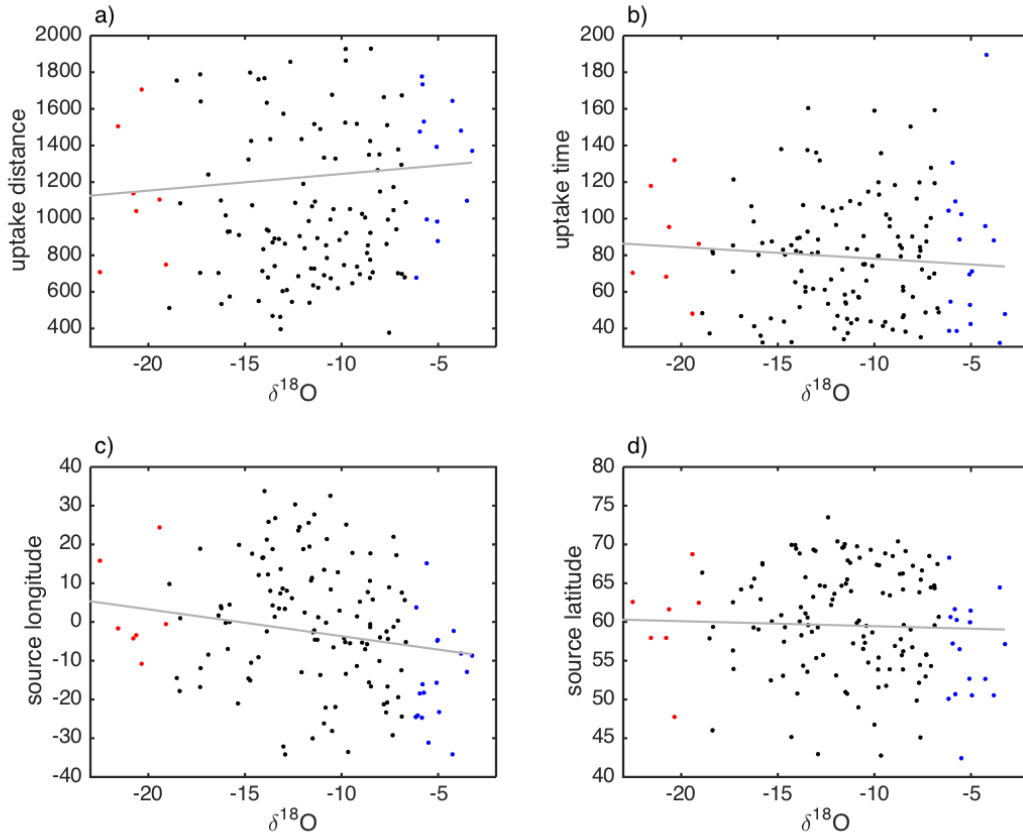 a)
2000
1800
1600
1400
1200
1000
800
600
400
uptake distance
-20 -15 -10 -5
δ18O
b)
200
180
160
140
120
100
80
60
40
uptake time
-20 -15 -10 -5
δ18O
c)
40
30
20
10
0
-10
-20
-30
-40
source longitude
-20 -15 -10 -5
δ18O
d)
80
75
70
65
60
55
50
45
40
source latitude
-20 -15 -10 -5
δ18O